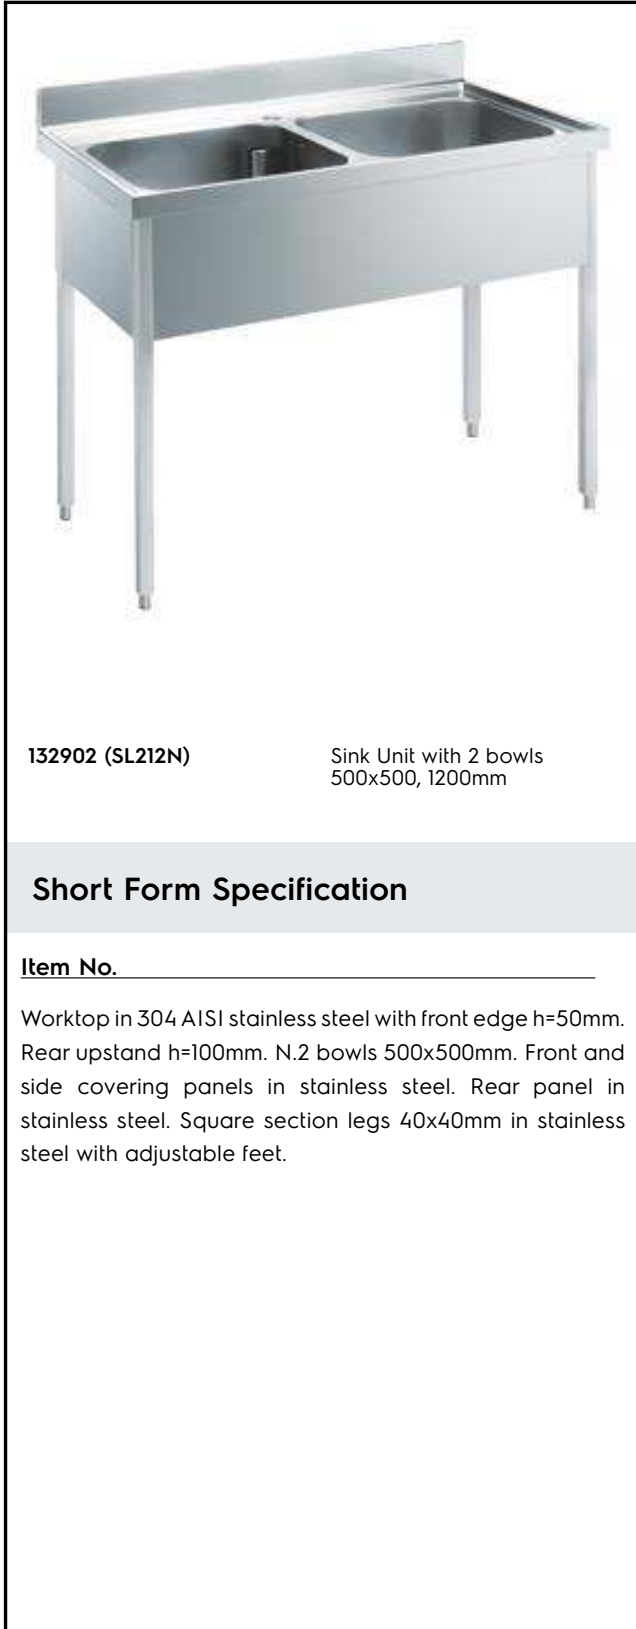 132902 (SL212N)
Sink Unit with 2 bowls
500x500, 1200mm
Short Form Specification
Item No.
Worktop in 304 AISI stainless steel with front edge h=50mm.
Rear upstand h=100mm. N.2 bowls 500x500mm. Front and
side covering panels in stainless steel. Rear panel in
stainless steel. Square section legs 40x40mm in stainless
steel with adjustable feet.